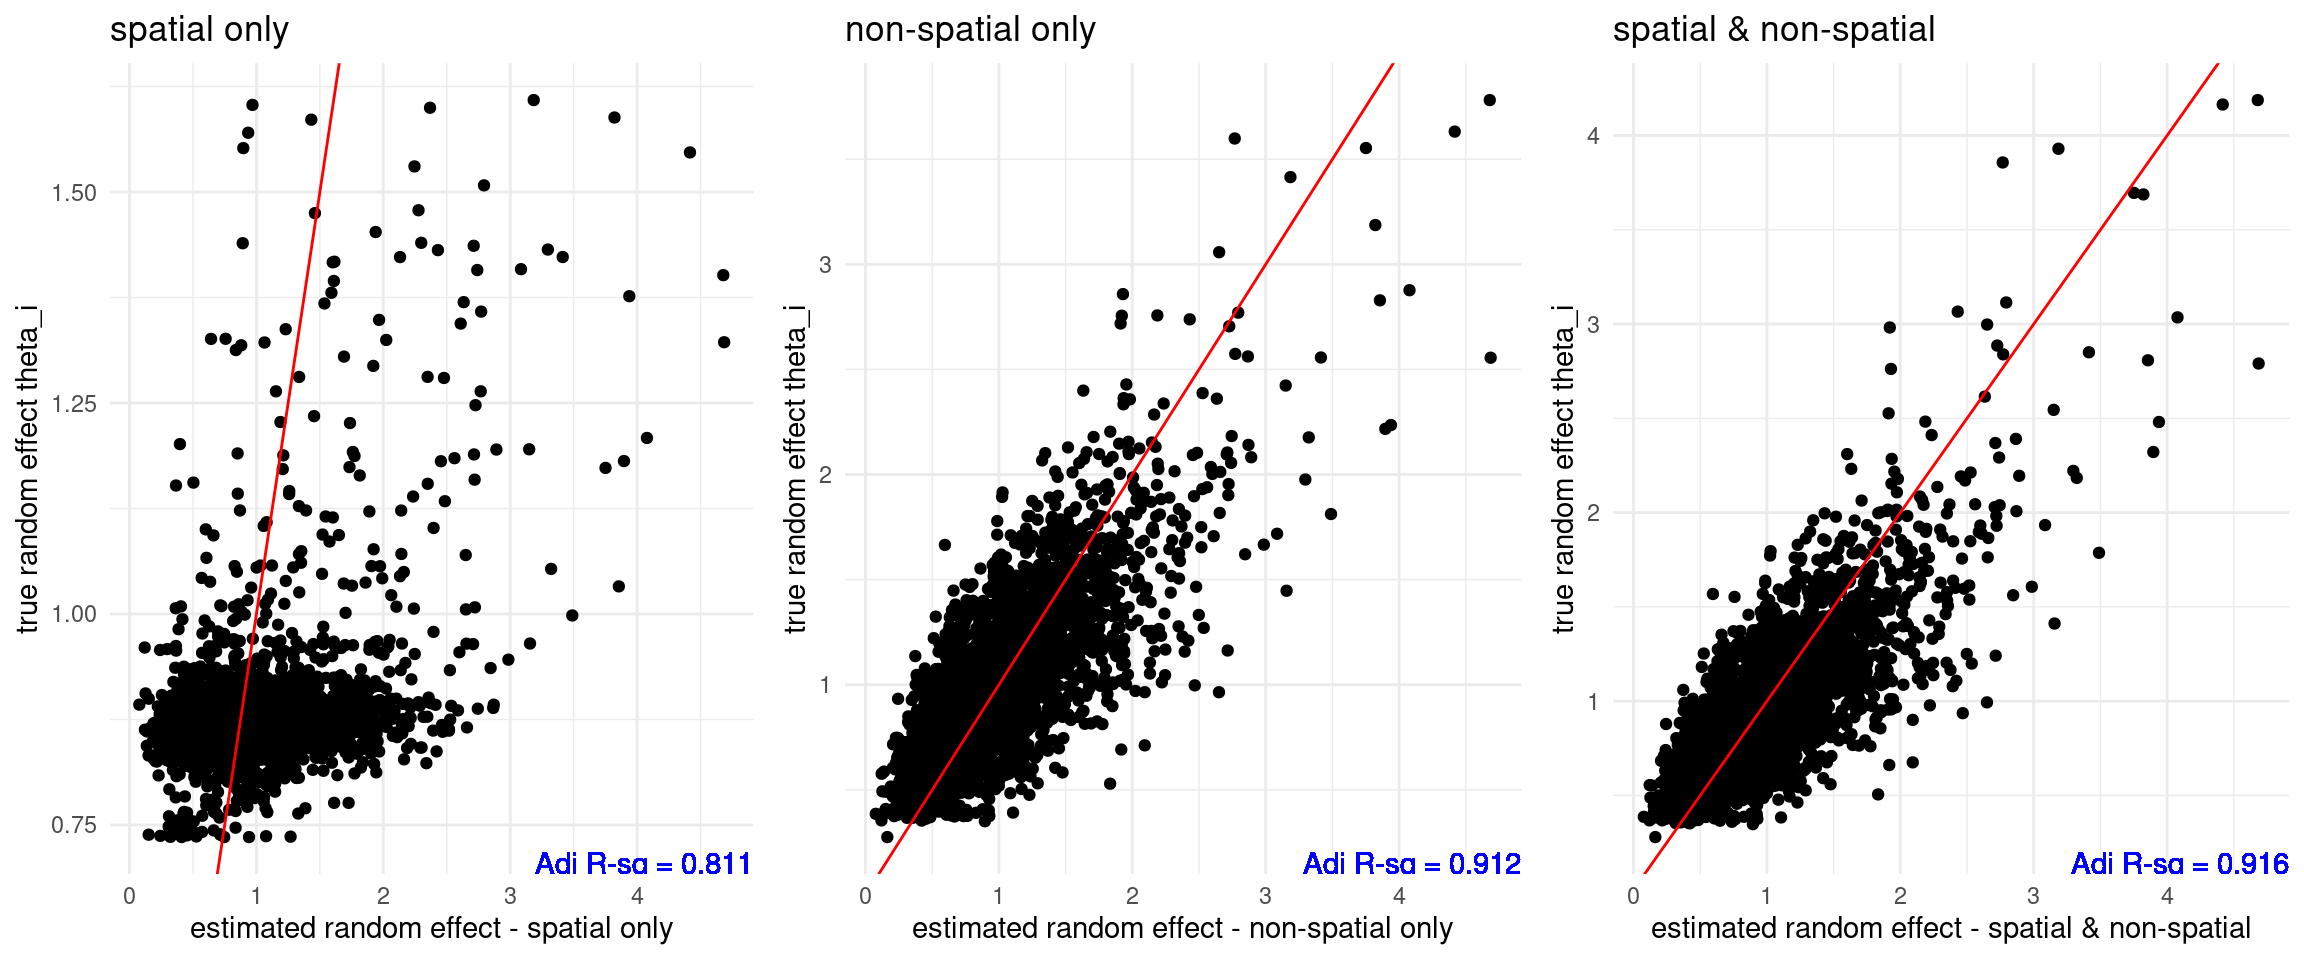 spatial only
true random effect theta_i
1.50
1.25
1.00
0.75
Adj R-sq = 0.811
0 1 2 3 4
estimated random effect - spatial only
non-spatial only
true random effect theta_i
3
2
1
Adj R-sq = 0.912
0 1 2 3 4
estimated random effect - non-spatial only
spatial & non-spatial
true random effect theta_i
4
3
2
1
Adj R-sq = 0.916
0 1 2 3 4
estimated random effect - spatial & non-spatial